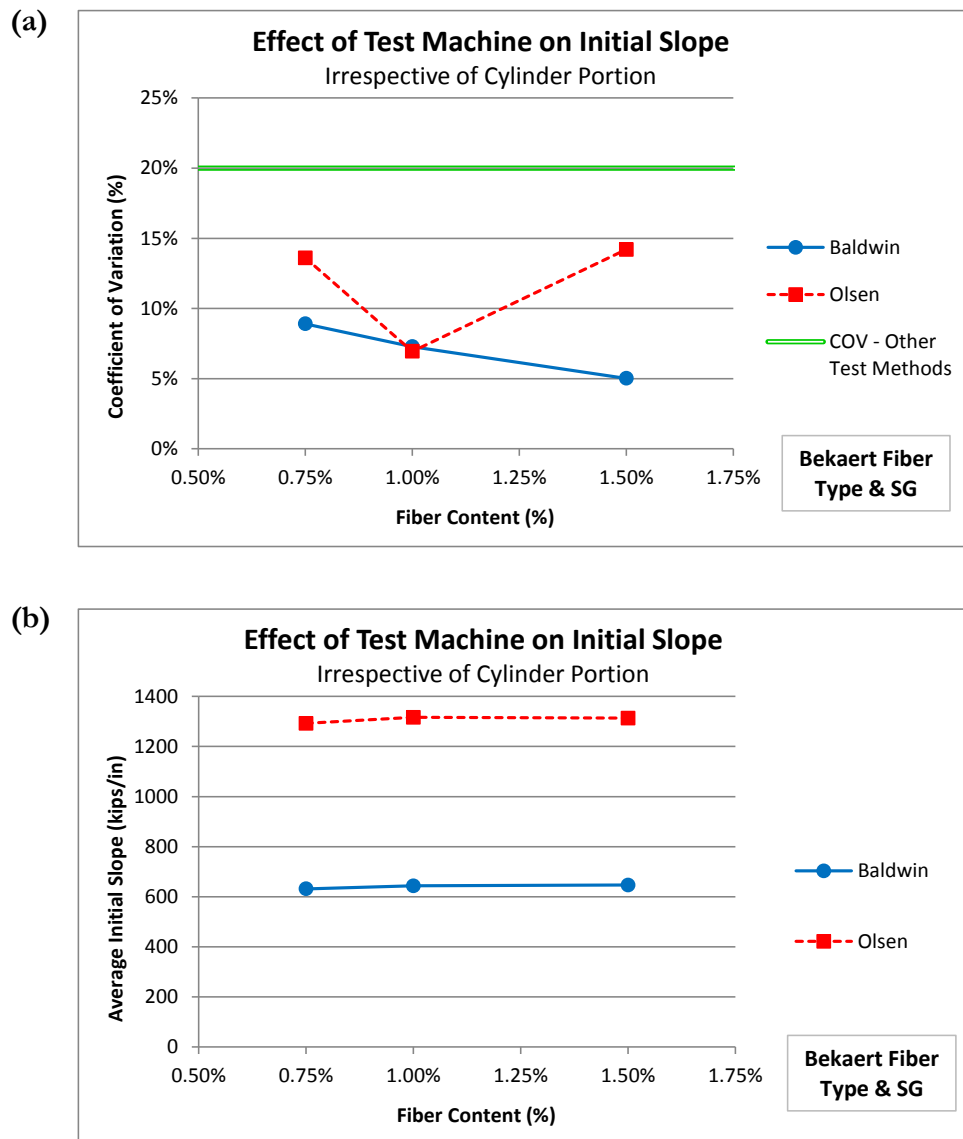 (a)
Effect of Test Machine on Initial Slope
Irrespective of Cylinder Portion
25%
20%
15%
10%
5%
0%
Coefficient of Variation (%)
0.50%
0.75%
1.00%
1.25%
1.50%
1.75%
Fiber Content (%)
Baldwin
Olsen
COV - Other
Test Methods
Bekaert Fiber
Type & SG
(b)
Effect of Test Machine on Initial Slope
Irrespective of Cylinder Portion
1400
1200
1000
800
600
400
200
0
Average Initial Slope (kips/in)
0.50%
0.75%
1.00%
1.25%
1.50%
1.75%
Fiber Content (%)
Baldwin
Olsen
Bekaert Fiber
Type & SG